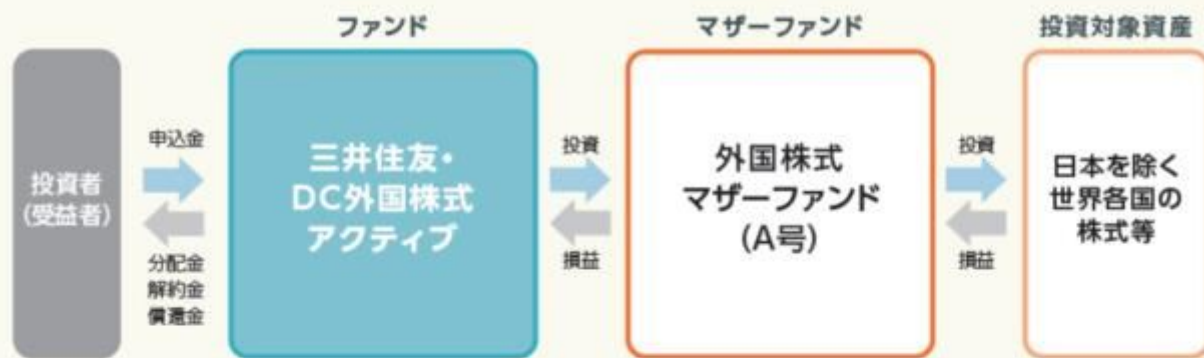 ファンド
マザーファンド
投資対象資産
投資者
(受益者)
申込金
分配金
解約金
償還金
三井住友・
DC外国株式
アクティブ
投資
損益
外国株式
マザーファンド
(A号)
投資
損益
日本を除く
世界各国の
株式等